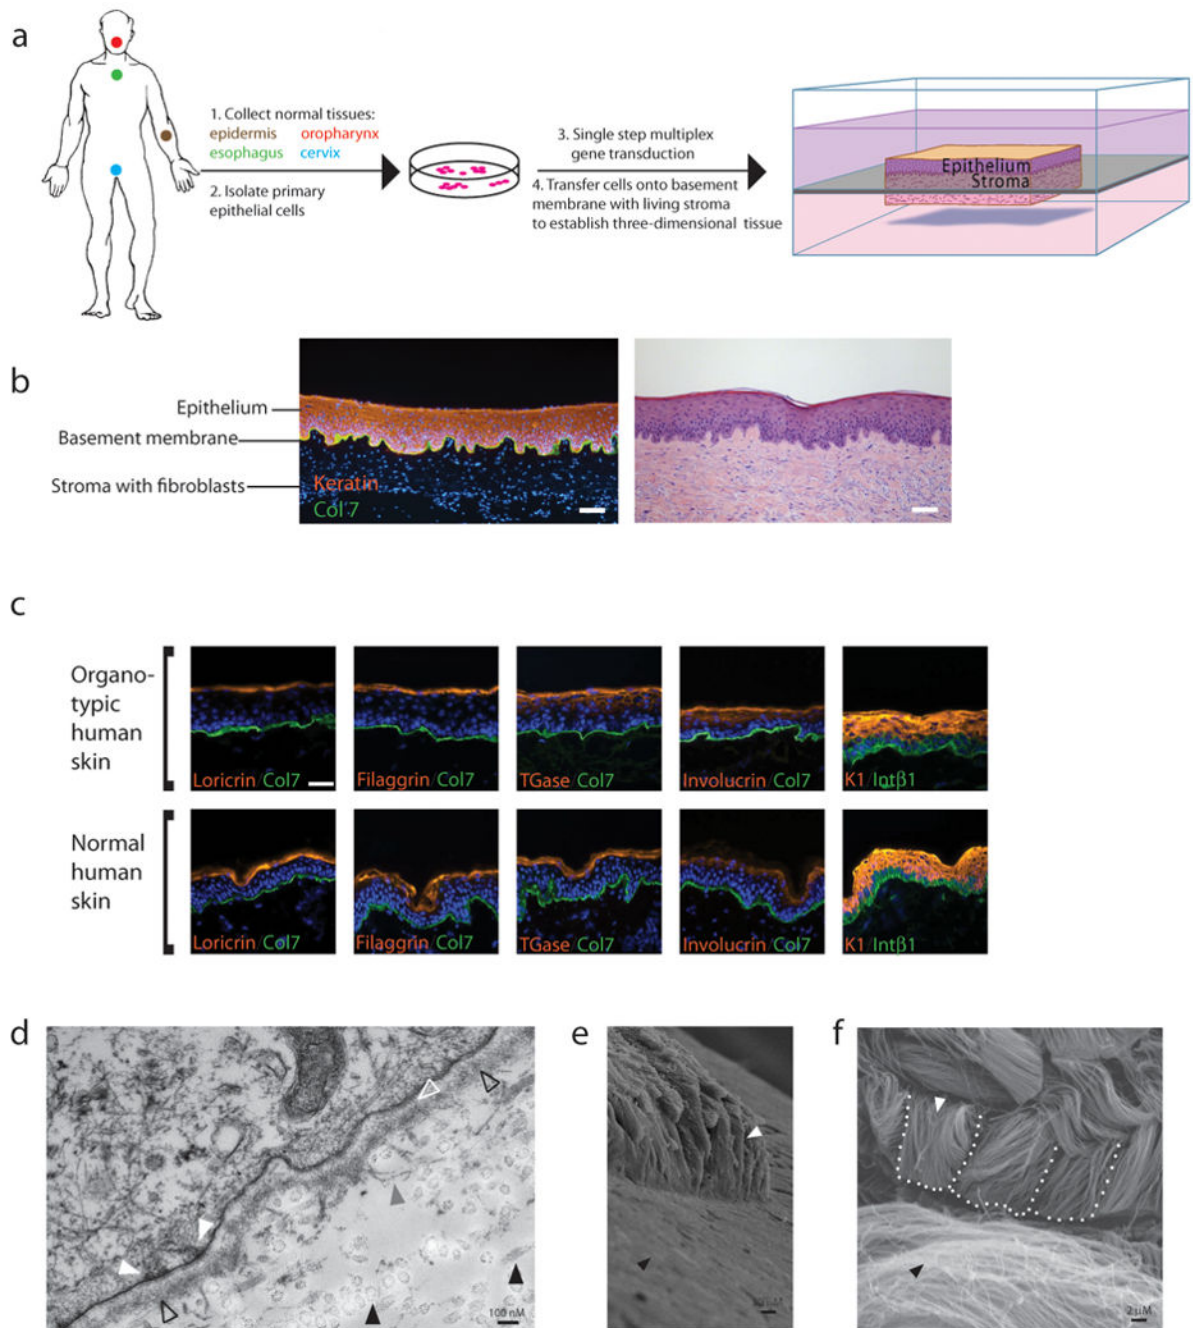 a
1. Collect normal tissues:
epidermis oropharynx
esophagus cervix
2. Isolate primary
epithelial cells
3. Single step multiplex
gene transduction
4. Transfer cells onto basement
membrane with living stroma
to establish three-dimensional tissue
Epithelium
Stroma
b
Epithelium
Basement membrane
Stroma with fibroblasts
Keratin
Col 7
c
Organo-
typic
human
skin
Loricrin/Col7
Filaggrin/Col7
TGase/Col7
Involucrin/Col7
K1/Intβ1
Normal
human
skin
Loricrin/Col7
Filaggrin/Col7
TGase/Col7
Involucrin/Col7
K1/Intβ1
d
100 nM
e
f
2 µM